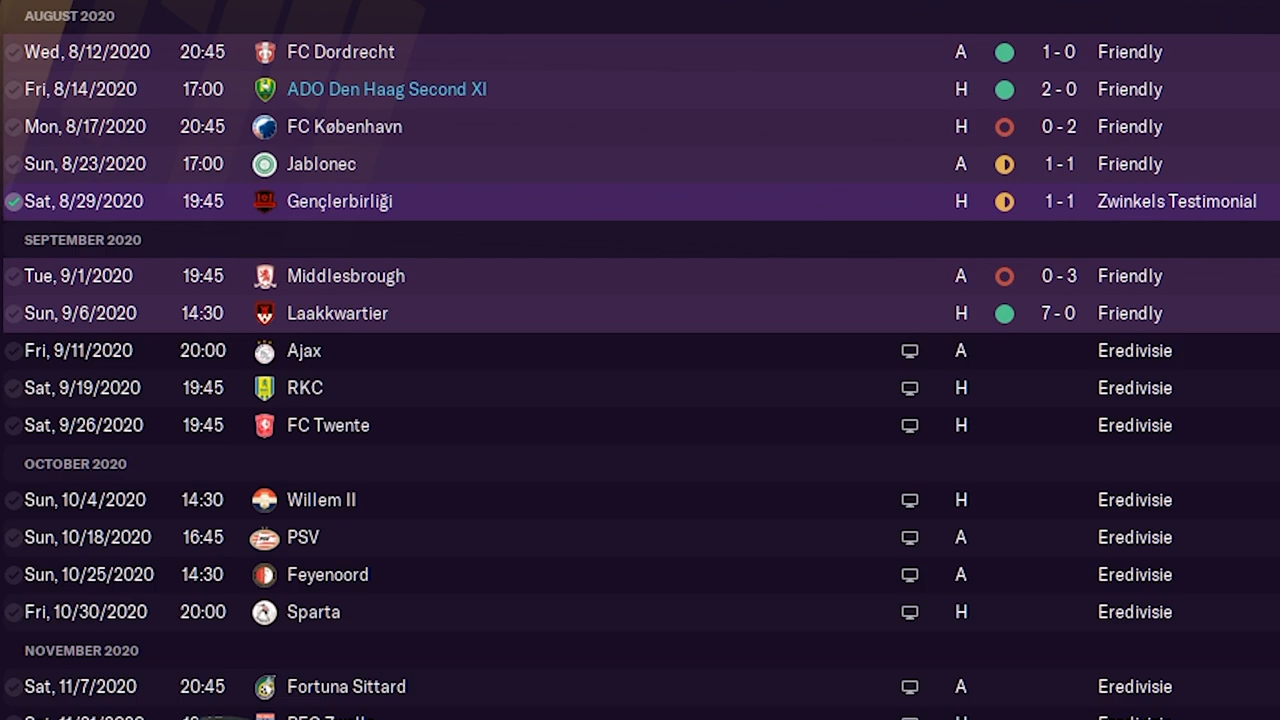 AUGUST 2020
Wed, 8/12/2020 20:45 FC Dordrecht A 1 - 0 Friendly
Fri, 8/14/2020 17:00 ADO Den Haag Second XI H 2 - 0 Friendly
Mon, 8/17/2020 20:45 FC København H 0 - 2 Friendly
Sun, 8/23/2020 17:00 Jablonec A 1 - 1 Friendly
Sat, 8/29/2020 19:45 Gençlerbirliği H 1 - 1 Zwinkels Testimonial
SEPTEMBER 2020
Tue, 9/1/2020 19:45 Middlesbrough A 0 - 3 Friendly
Sun, 9/6/2020 14:30 Laakkwartier H 7 - 0 Friendly
Fri, 9/11/2020 20:00 Ajax A Eredivisie
Sat, 9/19/2020 19:45 RKC H Eredivisie
Sat, 9/26/2020 19:45 FC Twente H Eredivisie
OCTOBER 2020
Sun, 10/4/2020 14:30 Willem II H Eredivisie
Sun, 10/18/2020 16:45 PSV A Eredivisie
Sun, 10/25/2020 14:30 Feyenoord A Eredivisie
Fri, 10/30/2020 20:00 Sparta H Eredivisie
NOVEMBER 2020
Sat, 11/7/2020 20:45 Fortuna Sittard A Eredivisie